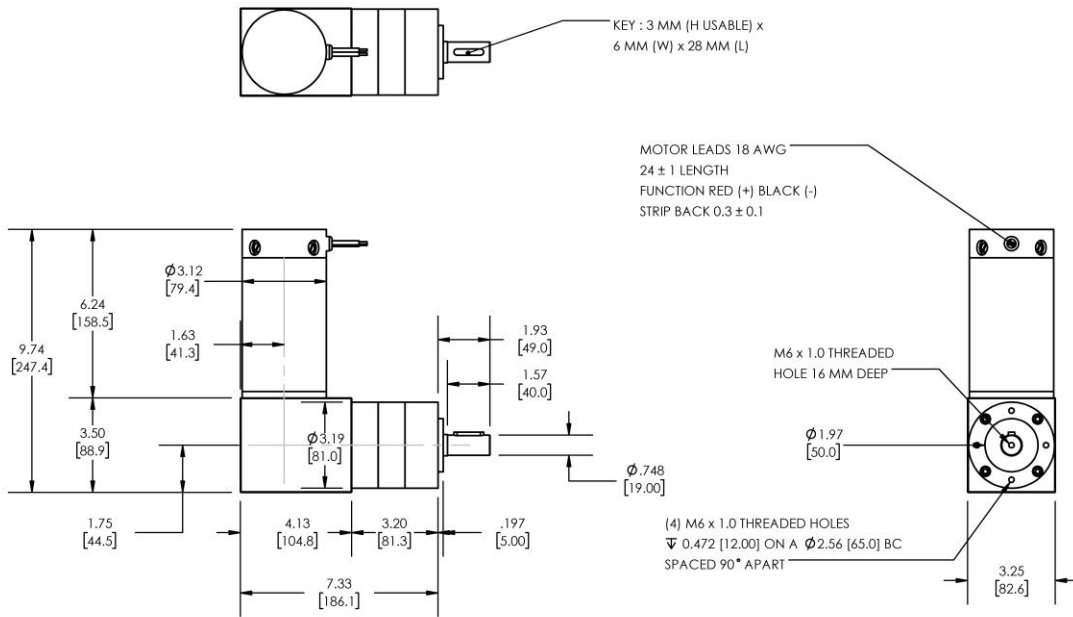 KEY : 3 MM (H USABLE) x
6 MM (W) x 28 MM (L)
MOTOR LEADS 18 AWG
24 ± 1 LENGTH
FUNCTION RED (+) BLACK (-)
STRIP BACK 0.3 ± 0.1
Ø3.12
[79.4]
6.24
[158.5]
1.63
[41.3]
9.74
[247.4]
1.93
[49.0]
1.57
[40.0]
M6 x 1.0 THREADED
HOLE 16 MM DEEP
3.50
[88.9]
Ø3.19
[81.0]
Ø1.97
[50.0]
Ø.748
[19.00]
1.75
[44.5]
4.13
[104.8]
3.20
[81.3]
.197
[5.00]
(4) M6 x 1.0 THREADED HOLES
↧ 0.472 [12.00] ON A Ø2.56 [65.0] BC
SPACED 90° APART
7.33
[186.1]
3.25
[82.6]